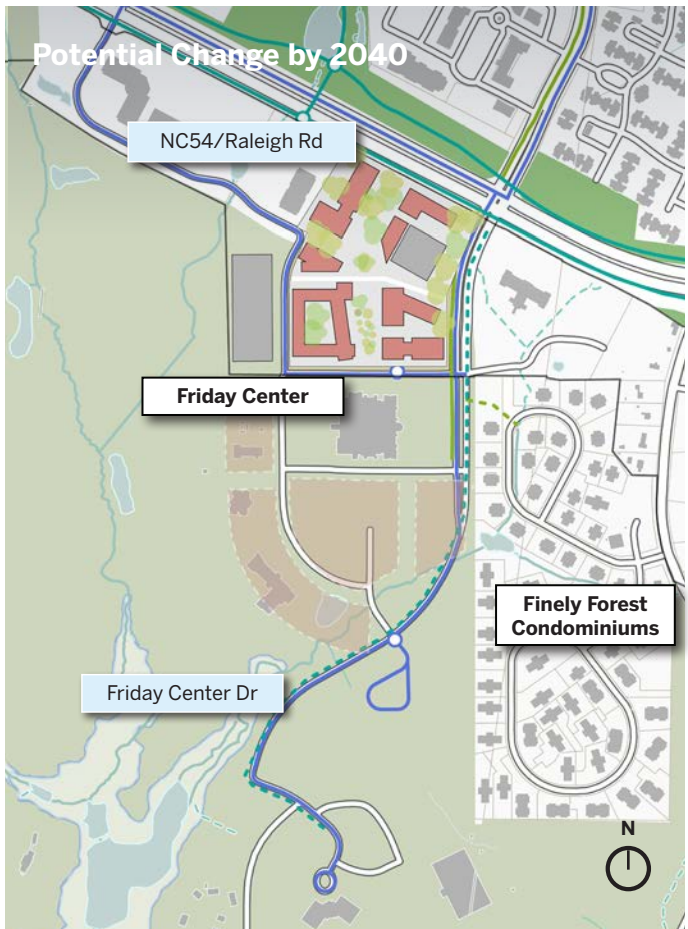 Potential Change by 2040
NC54/Raleigh Rd
Friday Center
Finely Forest
Condominiums
Friday Center Dr
N